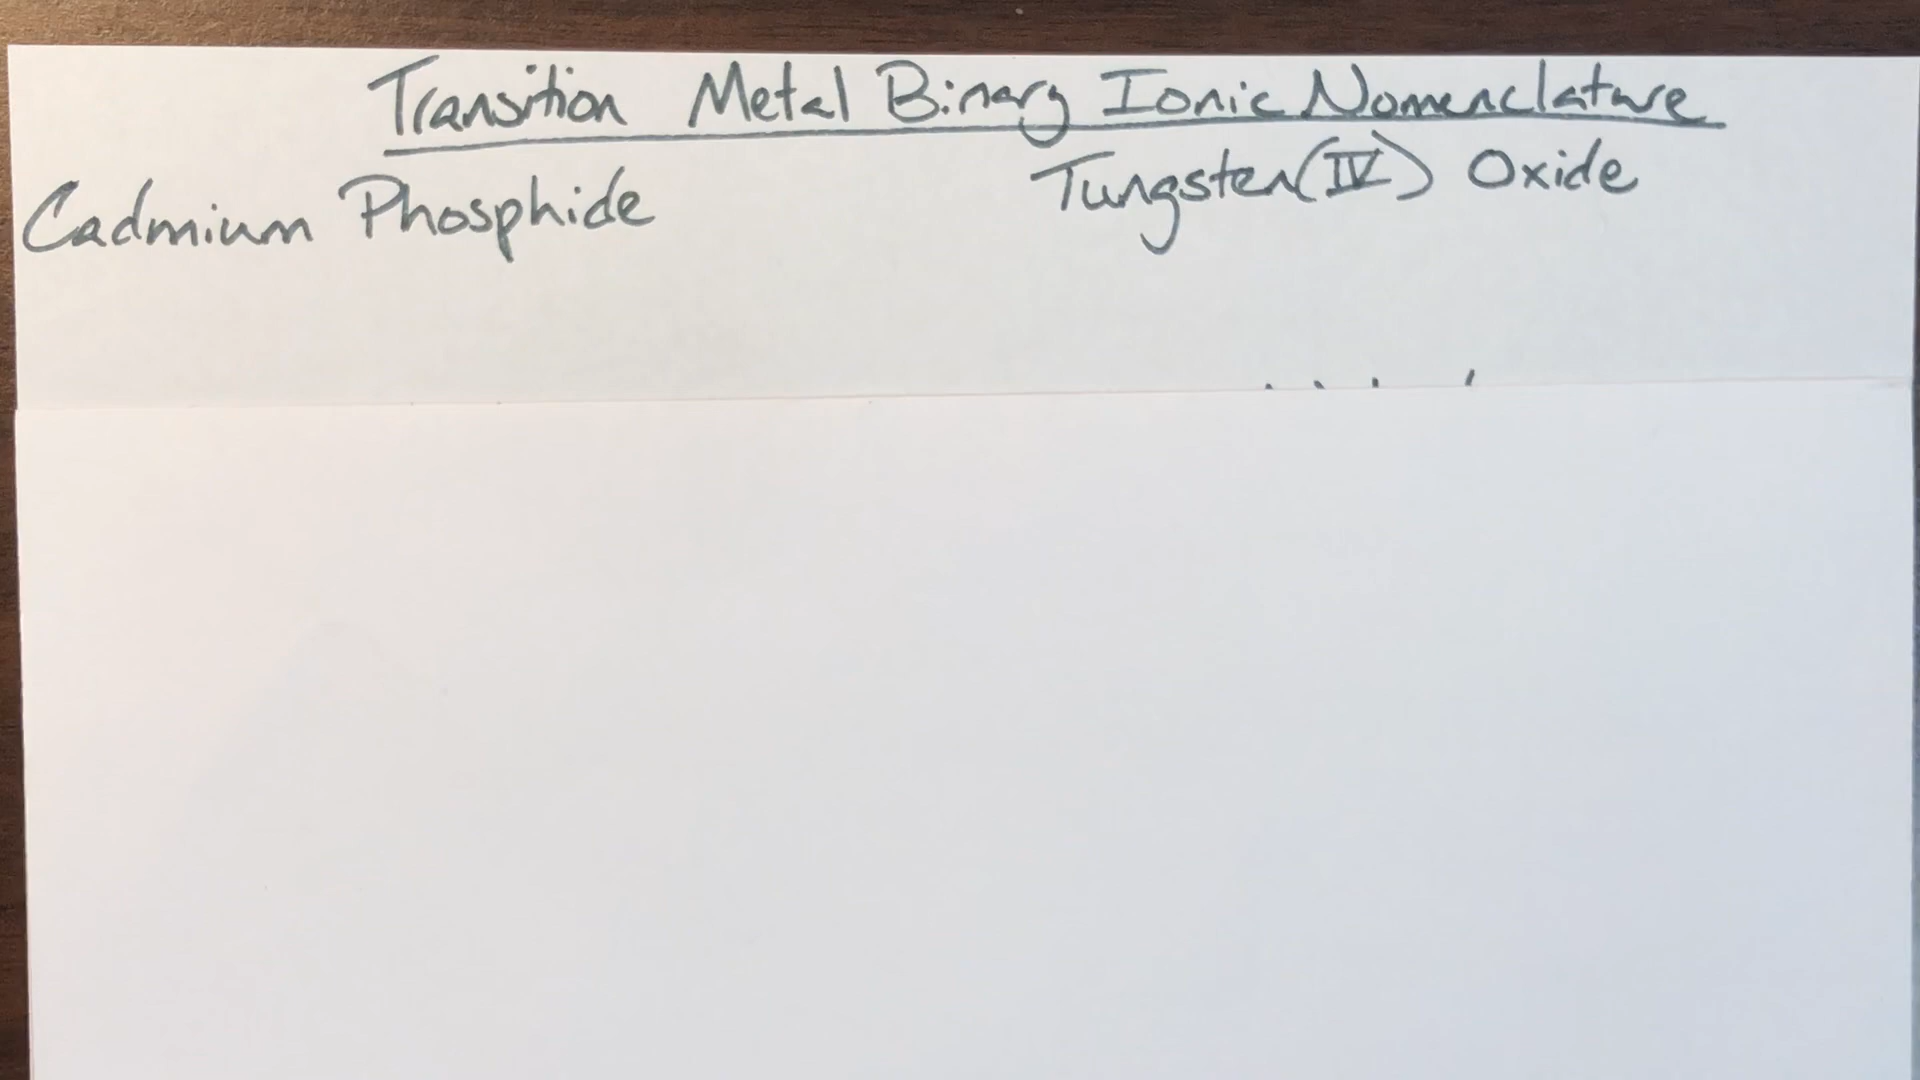 Transition Metal Binary Ionic Nomenclature
Cadmium Phosphide
Tungsten(IV) Oxide